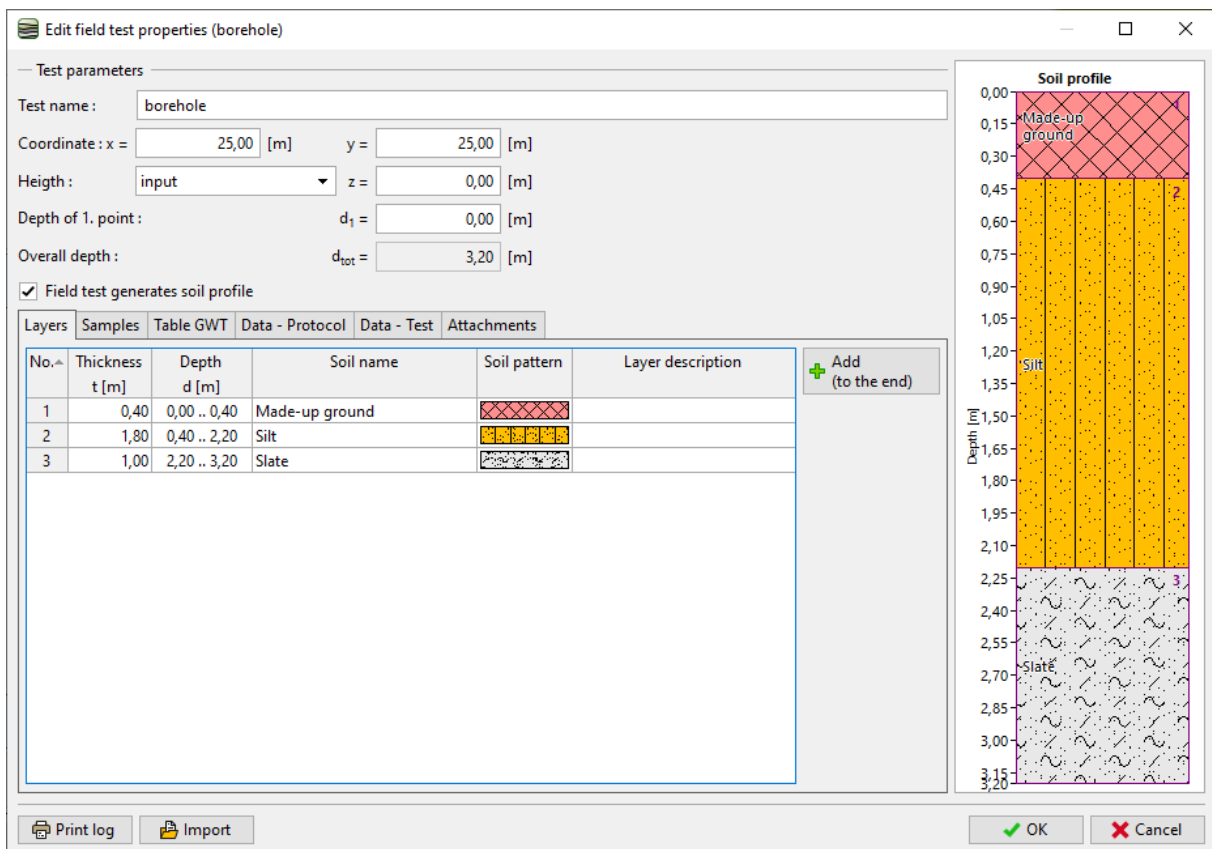 Edit field test properties (borehole)
Test parameters
Test name : borehole
Coordinate : x = 25,00 [m] y = 25,00 [m]
Heigth : input z = 0,00 [m]
Depth of 1. point : d1 = 0,00 [m]
Overall depth : dtot = 3,20 [m]
Field test generates soil profile
Layers Samples Table GWT Data - Protocol Data - Test Attachments
No. Thickness Depth Soil name Soil pattern Layer description
t [m] d [m]
1 0,40 0,00 .. 0,40 Made-up ground
2 1,80 0,40 .. 2,20 Silt
3 1,00 2,20 .. 3,20 Slate
Add
(to the end)
Soil profile
0,00
0,15
0,30
0,45
0,60
0,75
0,90
1,05
1,20
1,35
1,50
1,65
1,80
1,95
2,10
2,25
2,40
2,55
2,70
2,85
3,00
3,15
3,20
Depth [m]
1
Made-up
ground
2
Silt
3
Slate
Print log Import OK Cancel